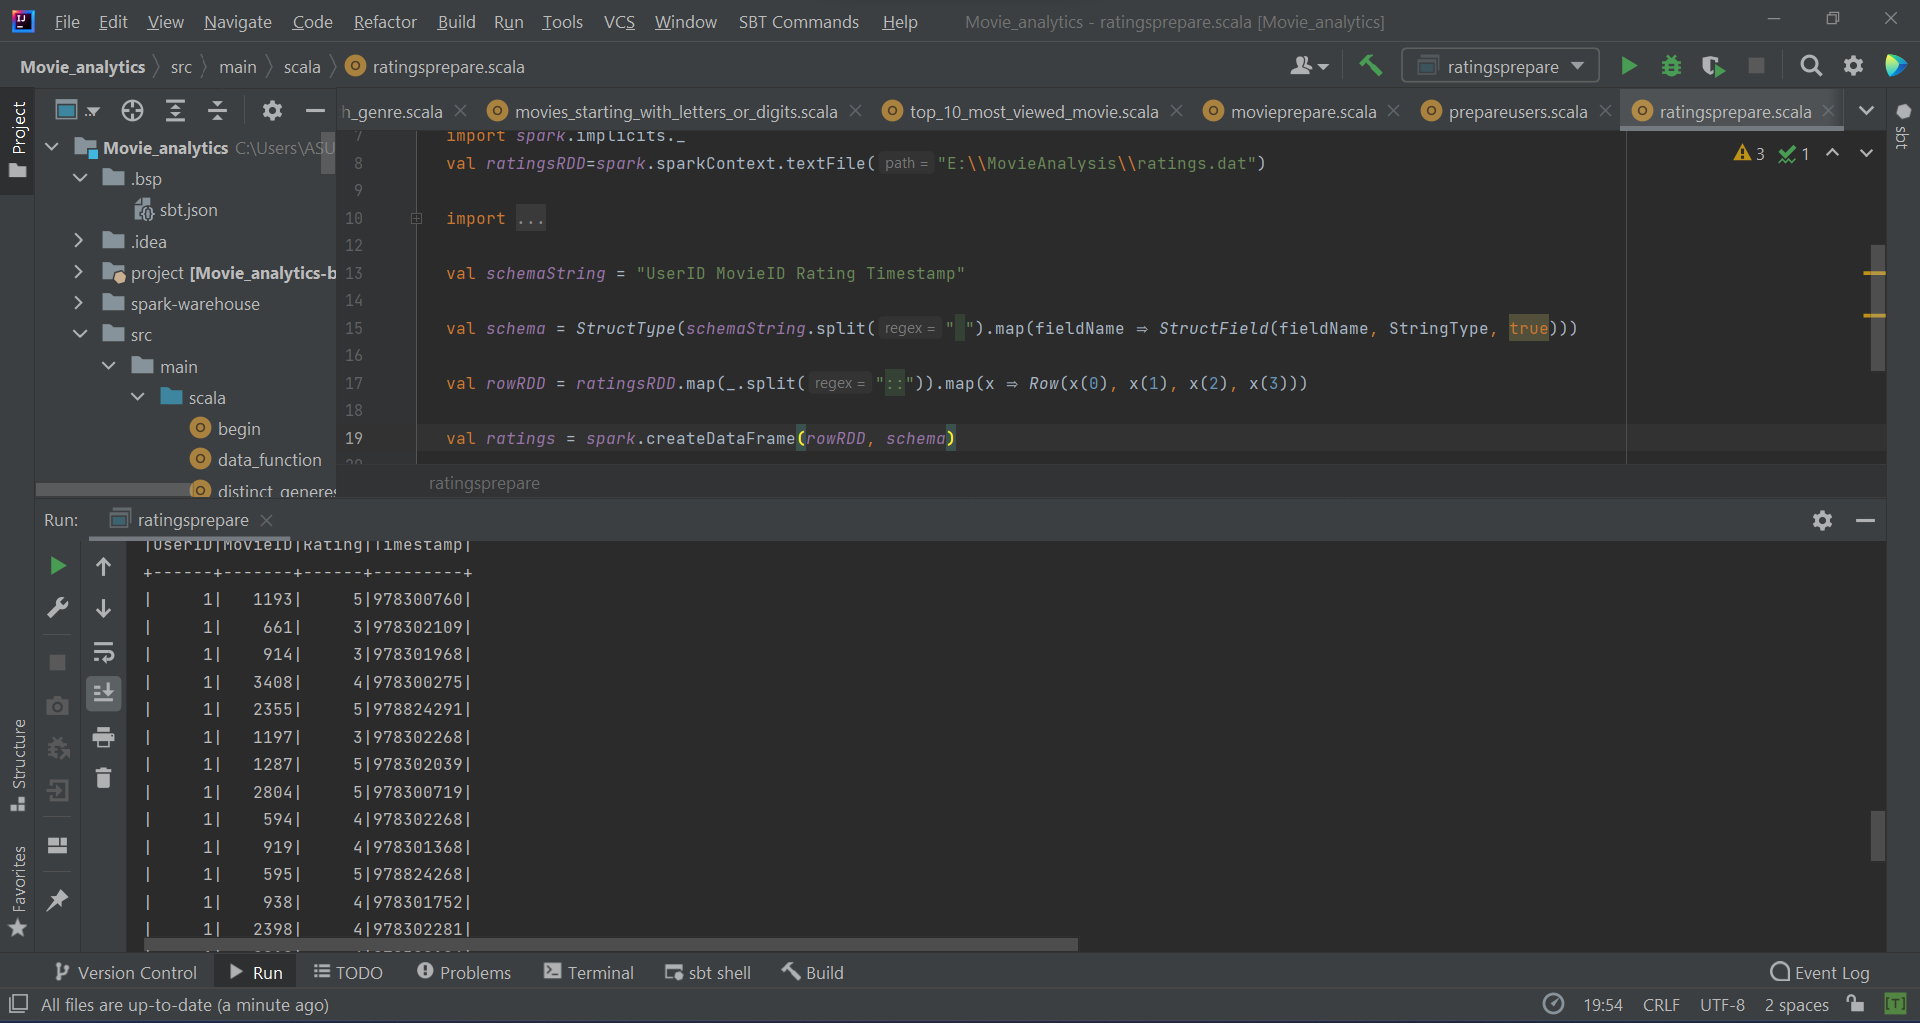 File Edit View Navigate Code Refactor Build Run Tools VCS Window SBT Commands Help Movie_analytics - ratingsprepare.scala [Movie_analytics]
Movie_analytics src main scala ratingsprepare.scala ratingsprepare
h_genre.scala movies_starting_with_letters_or_digits.scala top_10_most_viewed_movie.scala movieprepare.scala prepareusers.scala ratingsprepare.scala
Project
sbt
Movie_analytics C:\Users\ASU
.bsp
sbt.json
.idea
project [Movie_analytics-b
spark-warehouse
src
main
scala
begin
data_function
distinct_generes
3 1
7 import spark.implicits._
8 val ratingsRDD=spark.sparkContext.textFile( path = "E:\\MovieAnalysis\\ratings.dat")
9
10 import ...
12
13 val schemaString = "UserID MovieID Rating Timestamp"
14
15 val schema = StructType(schemaString.split( regex = " ").map(fieldName ⇒ StructField(fieldName, StringType, true)))
16
17 val rowRDD = ratingsRDD.map(_.split( regex = "::")).map(x ⇒ Row(x(0), x(1), x(2), x(3)))
18
19 val ratings = spark.createDataFrame(rowRDD, schema)
20
ratingsprepare
Run: ratingsprepare
|UserID|MovieID|Rating|Timestamp|
+------+-------+------+---------+
|     1|   1193|     5|978300760|
|     1|    661|     3|978302109|
|     1|    914|     3|978301968|
|     1|   3408|     4|978300275|
|     1|   2355|     5|978824291|
|     1|   1197|     3|978302268|
|     1|   1287|     5|978302039|
|     1|   2804|     5|978300719|
|     1|    594|     4|978302268|
|     1|    919|     4|978301368|
|     1|    595|     5|978824268|
|     1|    938|     4|978301752|
|     1|   2398|     4|978302281|
Structure
Favorites
Version Control Run TODO Problems Terminal sbt shell Build Event Log
All files are up-to-date (a minute ago) 19:54 CRLF UTF-8 2 spaces [T]